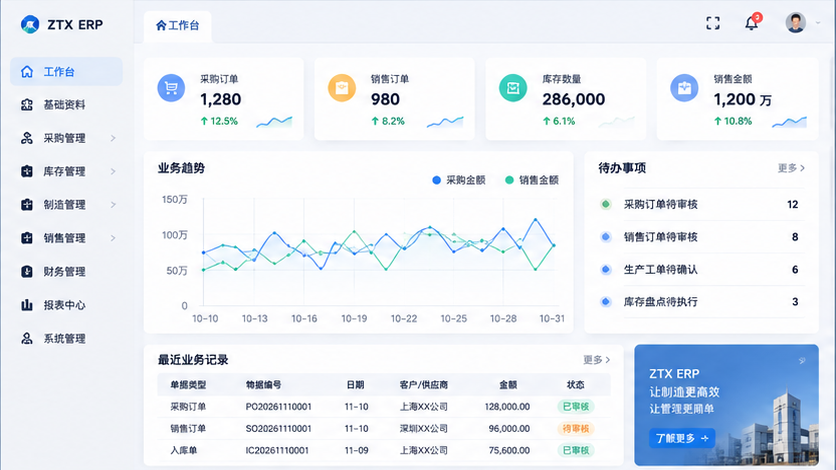 ZTX ERP
工作台
3
工作台
基础资料
采购管理
库存管理
制造管理
销售管理
财务管理
报表中心
系统管理
采购订单
1,280
↑ 12.5%
销售订单
980
↑ 8.2%
库存数量
286,000
↑ 6.1%
销售金额
1,200 万
↑ 10.8%
业务趋势
采购金额
销售金额
150万
100万
50万
0
10-10 10-13 10-16 10-19 10-22 10-25 10-28 10-31
待办事项
更多
采购订单待审核 12
销售订单待审核 8
生产工单待确认 6
库存盘点待执行 3
最近业务记录
更多
单据类型 物据编号 日期 客户/供应商 金额 状态
采购订单 PO20261110001 11-10 上海XX公司 128,000.00 已审核
销售订单 SO20261110001 11-10 深圳XX公司 96,000.00 待审核
入库单 IC20261110001 11-09 上海XX公司 75,600.00 已审核
ZTX ERP
让制造更高效
让管理更简单
了解更多 →